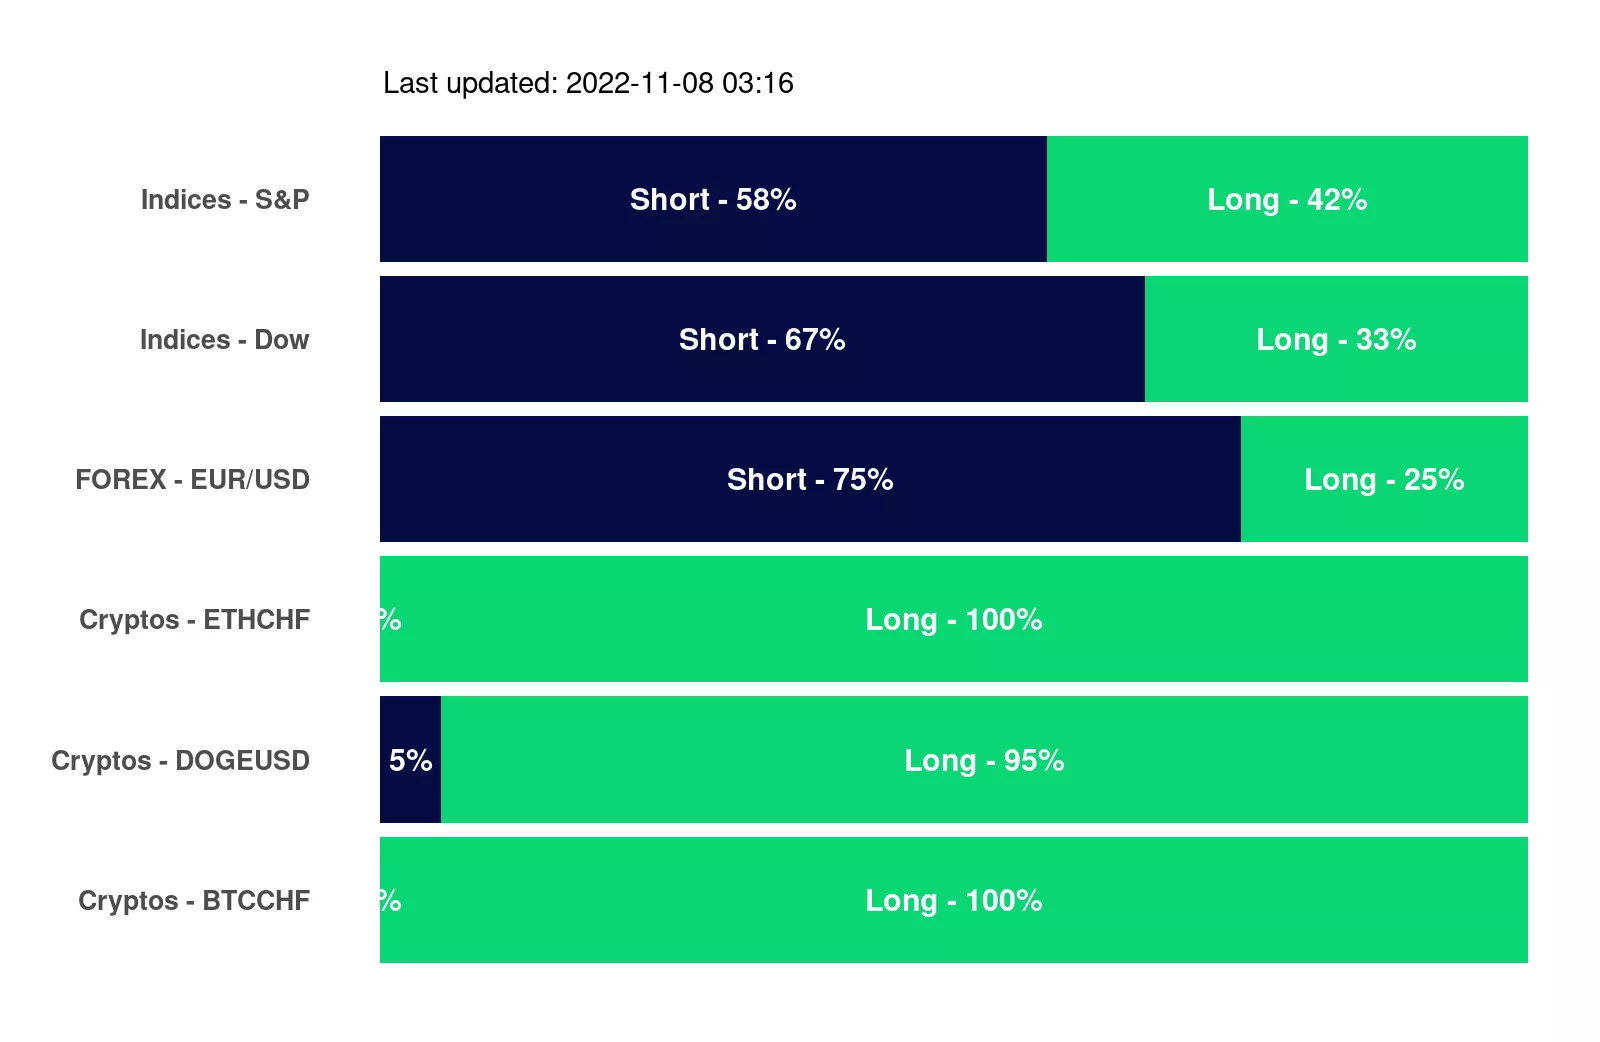 Last updated: 2022-11-08 03:16
Indices - S&P Short - 58% Long - 42%
Indices - Dow Short - 67% Long - 33%
FOREX - EUR/USD Short - 75% Long - 25%
Cryptos - ETHCHF % Long - 100%
Cryptos - DOGEUSD 5% Long - 95%
Cryptos - BTCCHF % Long - 100%